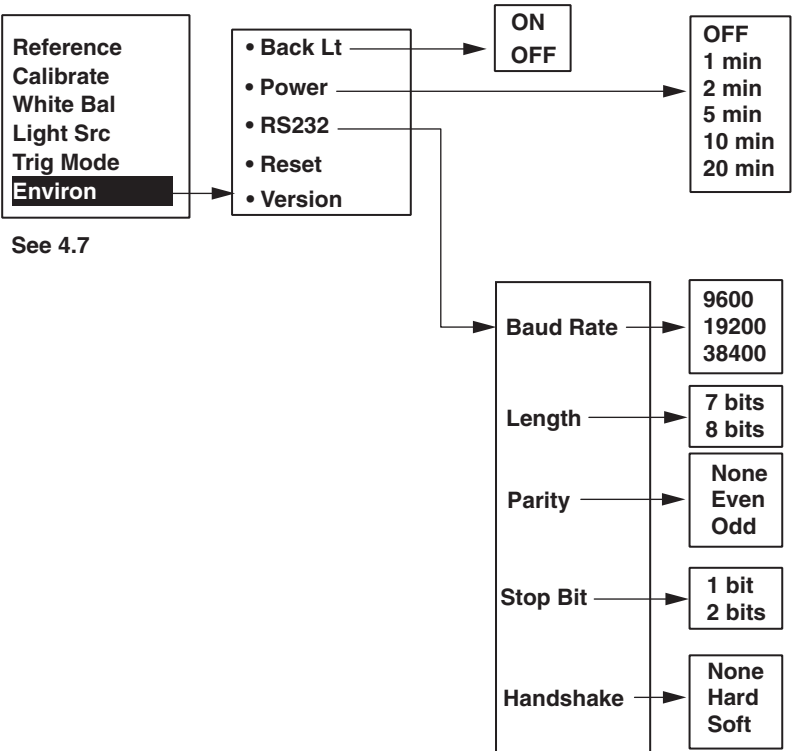 Reference
Calibrate
White Bal
Light Src
Trig Mode
Environ
See 4.7
• Back Lt
• Power
• RS232
• Reset
• Version
ON
OFF
OFF
1 min
2 min
5 min
10 min
20 min
Baud Rate
9600
19200
38400
Length
7 bits
8 bits
Parity
None
Even
Odd
Stop Bit
1 bit
2 bits
Handshake
None
Hard
Soft